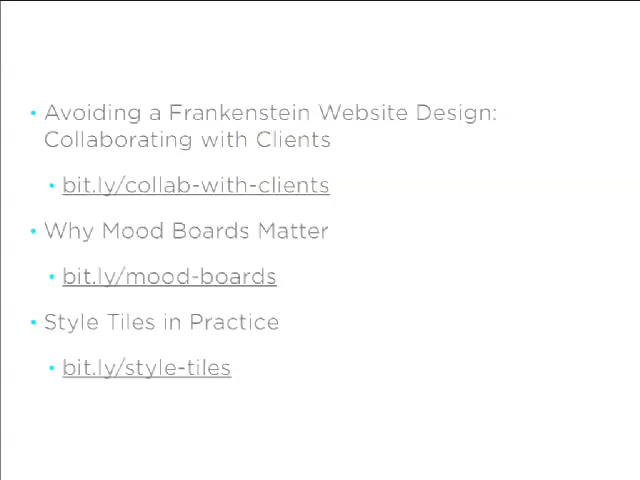 • Avoiding a Frankenstein Website Design:
Collaborating with Clients
• bit.ly/collab-with-clients
• Why Mood Boards Matter
• bit.ly/mood-boards
• Style Tiles in Practice
• bit.ly/style-tiles